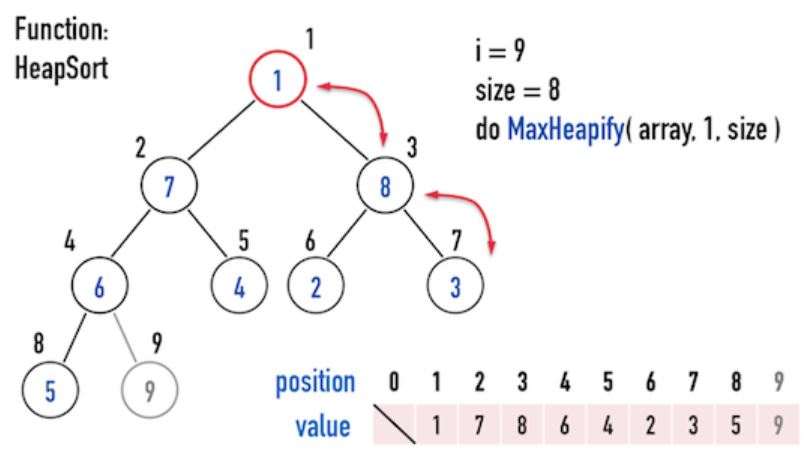 Function:
HeapSort
i = 9
size = 8
do MaxHeapify( array, 1, size )
1
1
2
7
3
8
4
6
5
4
6
2
7
3
8
5
9
9
position 0 1 2 3 4 5 6 7 8 9
value 1 7 8 6 4 2 3 5 9